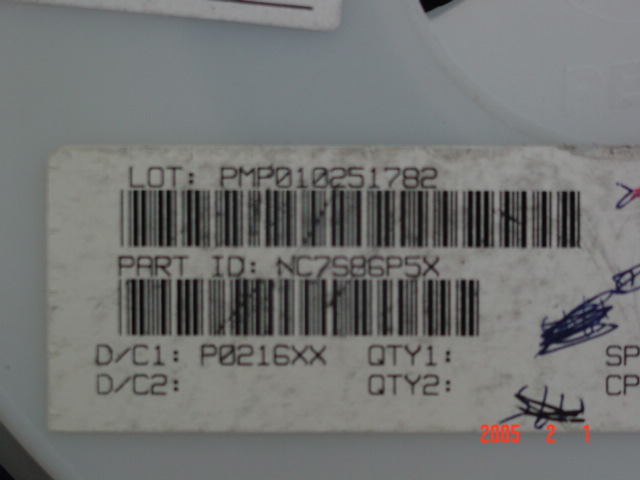 LOT: PMP010251782
PART ID: NC7S86P5X
D/C1: P0216XX QTY1: SP
D/C2: QTY2: CP
2005 2 1